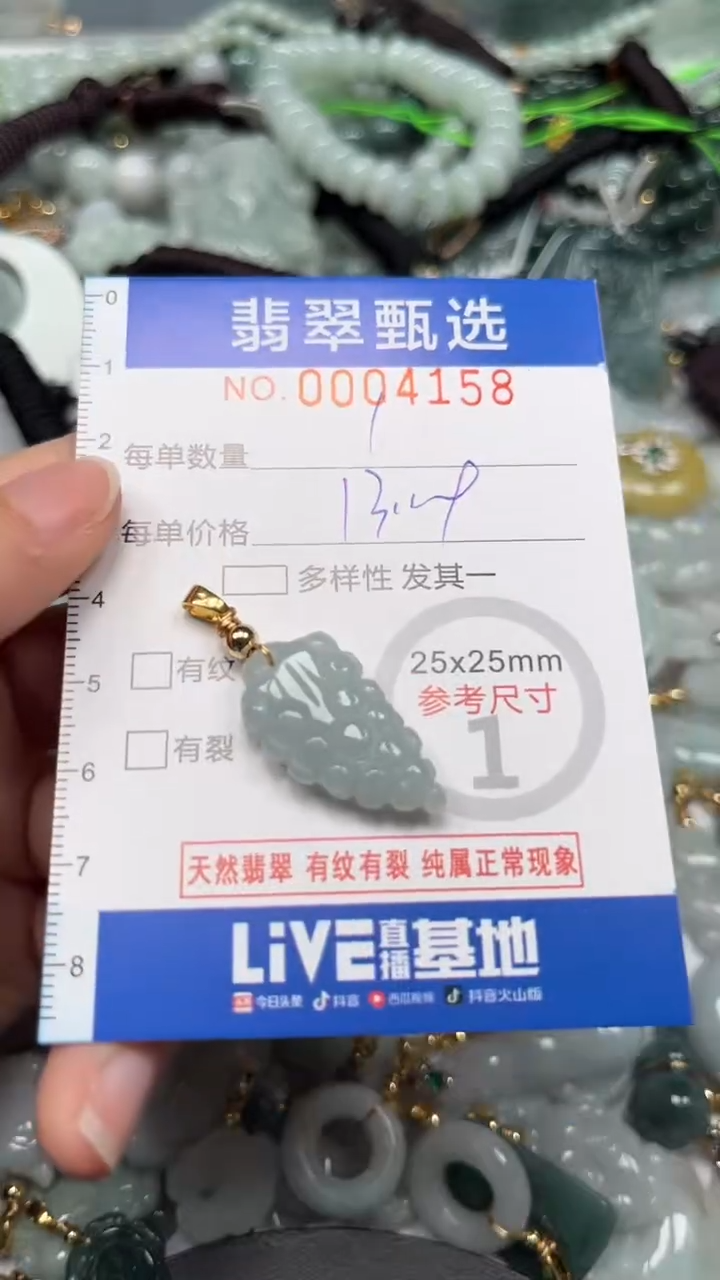 0
翡翠甄选
1
NO.0004158
2
每单数量 1
每单价格
4
多样性 发其一
5
有纹
25x25mm
参考尺寸
1
6
有裂
7
天然翡翠 有纹有裂 纯属正常现象
8
LiVE直播基地
今日头条 抖音 西瓜视频 抖音火山版